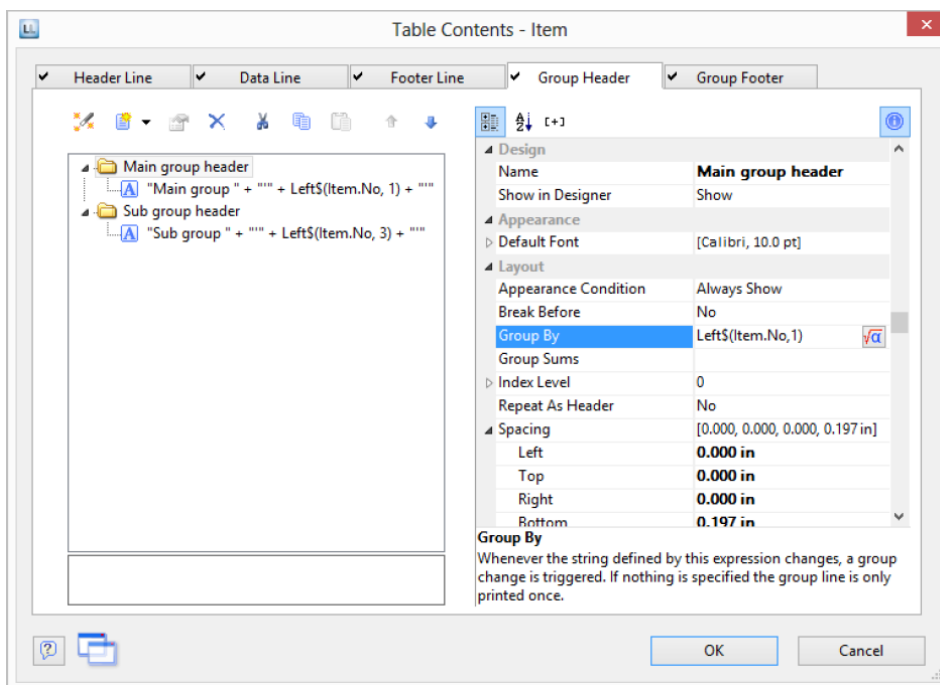 LL
Table Contents - Item
Header Line
Data Line
Footer Line
Group Header
Group Footer
Main group header
A "Main group " + "'" + Left$(Item.No, 1) + "'"
Sub group header
A "Sub group " + "'" + Left$(Item.No, 3) + "'"
A Z [+]
Design
Name Main group header
Show in Designer Show
Appearance
Default Font [Calibri, 10.0 pt]
Layout
Appearance Condition Always Show
Break Before No
Group By Left$(Item.No,1) √α
Group Sums
Index Level 0
Repeat As Header No
Spacing [0.000, 0.000, 0.000, 0.197 in]
Left 0.000 in
Top 0.000 in
Right 0.000 in
Bottom 0.197 in
Group By
Whenever the string defined by this expression changes, a group
change is triggered. If nothing is specified the group line is only
printed once.
OK
Cancel